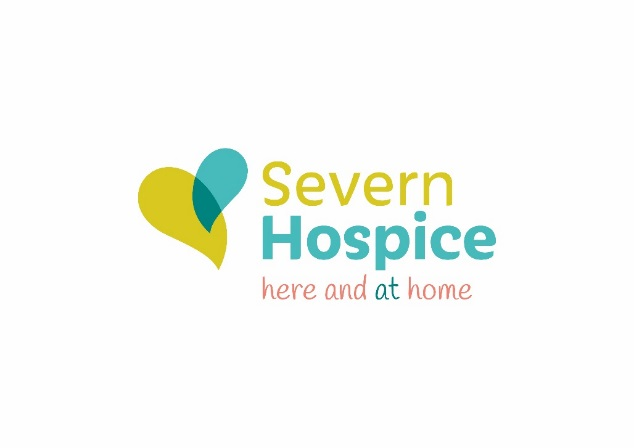 Severn
Hospice
here and at home